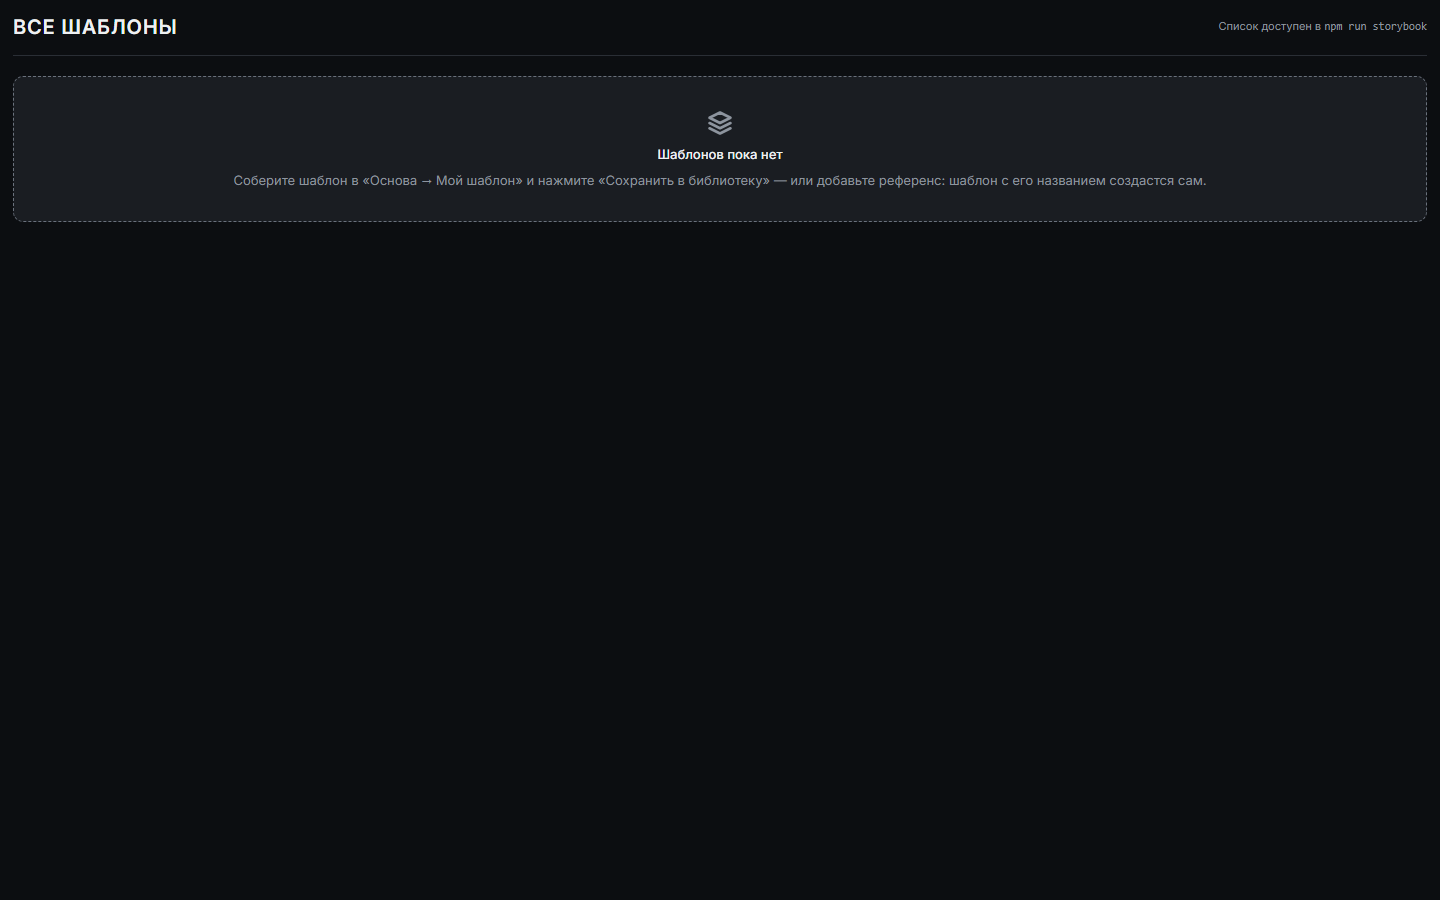 ВСЕ ШАБЛОНЫ
Список доступен в npm run storybook
Шаблонов пока нет
Соберите шаблон в «Основа → Мой шаблон» и нажмите «Сохранить в библиотеку» — или добавьте референс: шаблон с его названием создастся сам.